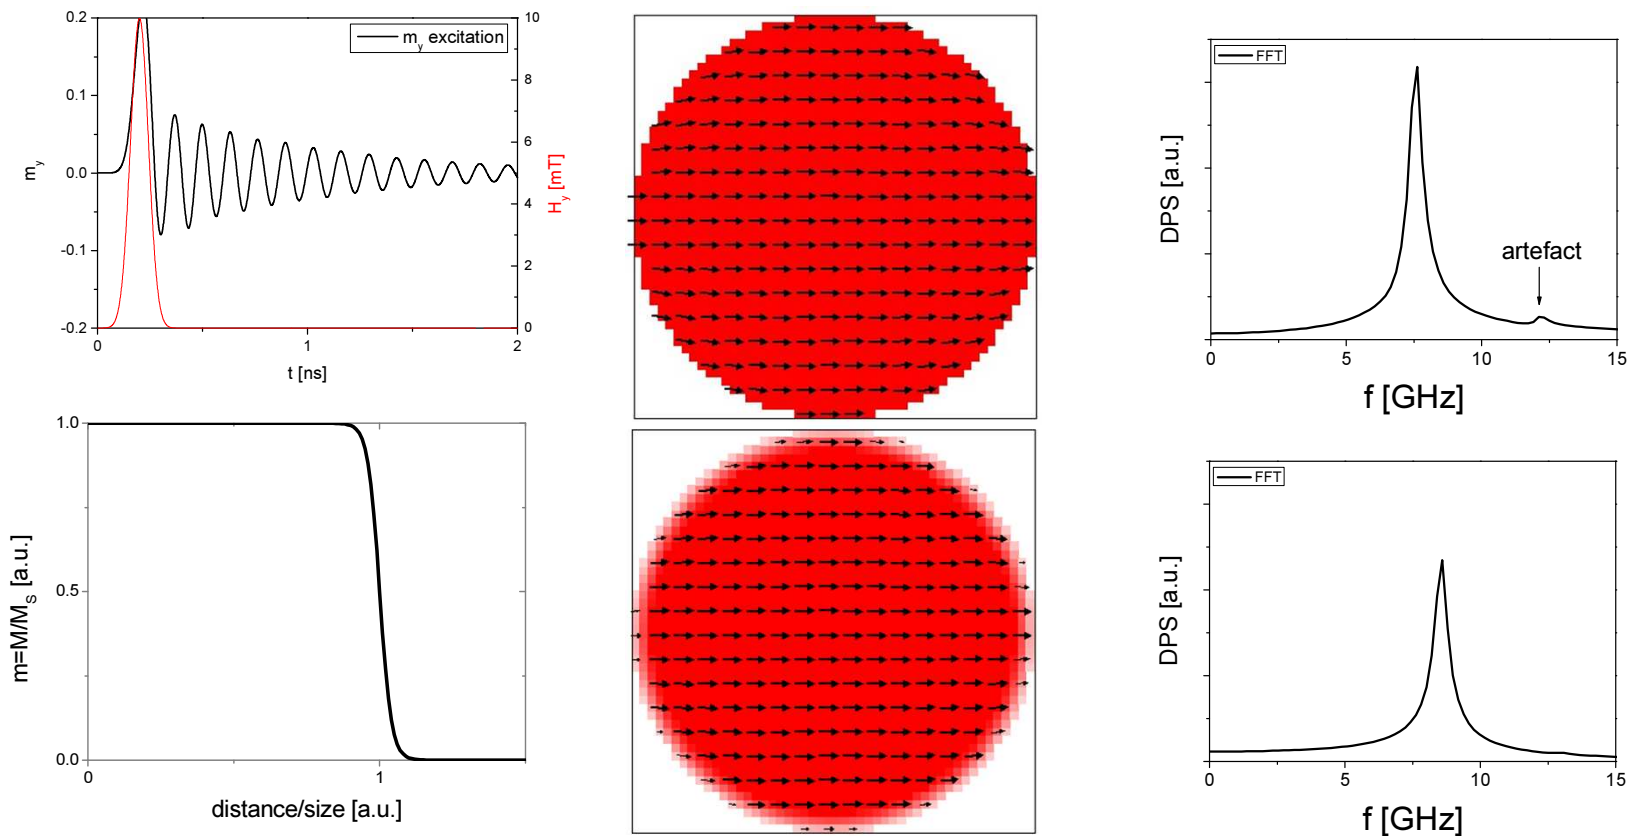 0.2
0.1
0.0
-0.1
-0.2
m_y
m_y excitation
10
8
6
4
2
0
H_y [mT]
0
1
2
t [ns]
FFT
DPS [a.u.]
artefact
0
5
10
15
f [GHz]
1.0
0.5
0.0
m=M/M_S [a.u.]
0
1
distance/size [a.u.]
FFT
DPS [a.u.]
0
5
10
15
f [GHz]